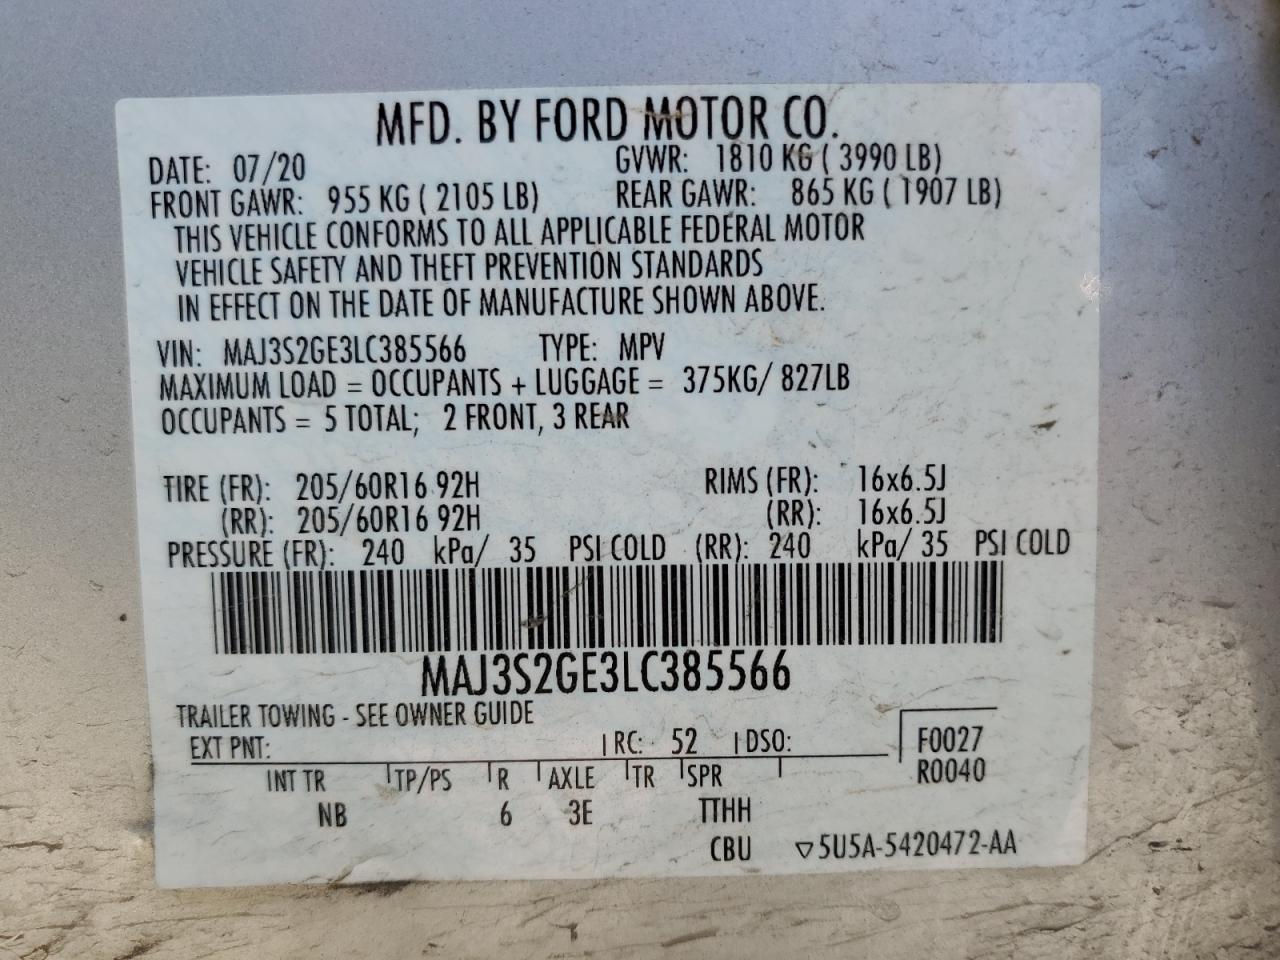 MFD. BY FORD MOTOR CO.
DATE: 07/20 GVWR: 1810 KG ( 3990 LB)
FRONT GAWR: 955 KG ( 2105 LB) REAR GAWR: 865 KG ( 1907 LB)
THIS VEHICLE CONFORMS TO ALL APPLICABLE FEDERAL MOTOR
VEHICLE SAFETY AND THEFT PREVENTION STANDARDS
IN EFFECT ON THE DATE OF MANUFACTURE SHOWN ABOVE.
VIN: MAJ3S2GE3LC385566 TYPE: MPV
MAXIMUM LOAD = OCCUPANTS + LUGGAGE = 375KG/ 827LB
OCCUPANTS = 5 TOTAL; 2 FRONT, 3 REAR
TIRE (FR): 205/60R16 92H RIMS (FR): 16x6.5J
(RR): 205/60R16 92H (RR): 16x6.5J
PRESSURE (FR): 240 kPa/ 35 PSI COLD (RR): 240 kPa/ 35 PSI COLD
MAJ3S2GE3LC385566
TRAILER TOWING - SEE OWNER GUIDE
EXT PNT: RC: 52 DSO: F0027
INT TR TP/PS R AXLE TR SPR R0040
NB 6 3E TTHH
CBU ▽5U5A-5420472-AA